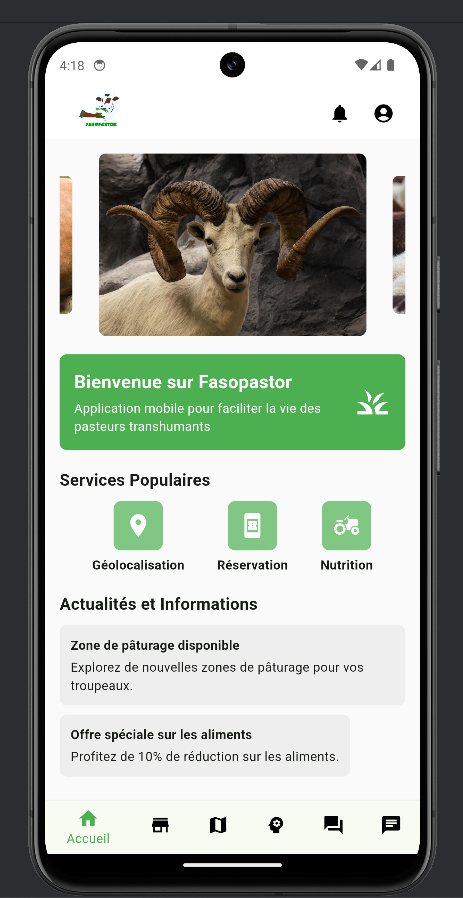 4:18
FASOPASTOR
Bienvenue sur Fasopastor
Application mobile pour faciliter la vie des
pasteurs transhumants
Services Populaires
Géolocalisation
Réservation
Nutrition
Actualités et Informations
Zone de pâturage disponible
Explorez de nouvelles zones de pâturage pour vos
troupeaux.
Offre spéciale sur les aliments
Profitez de 10% de réduction sur les aliments.
Accueil